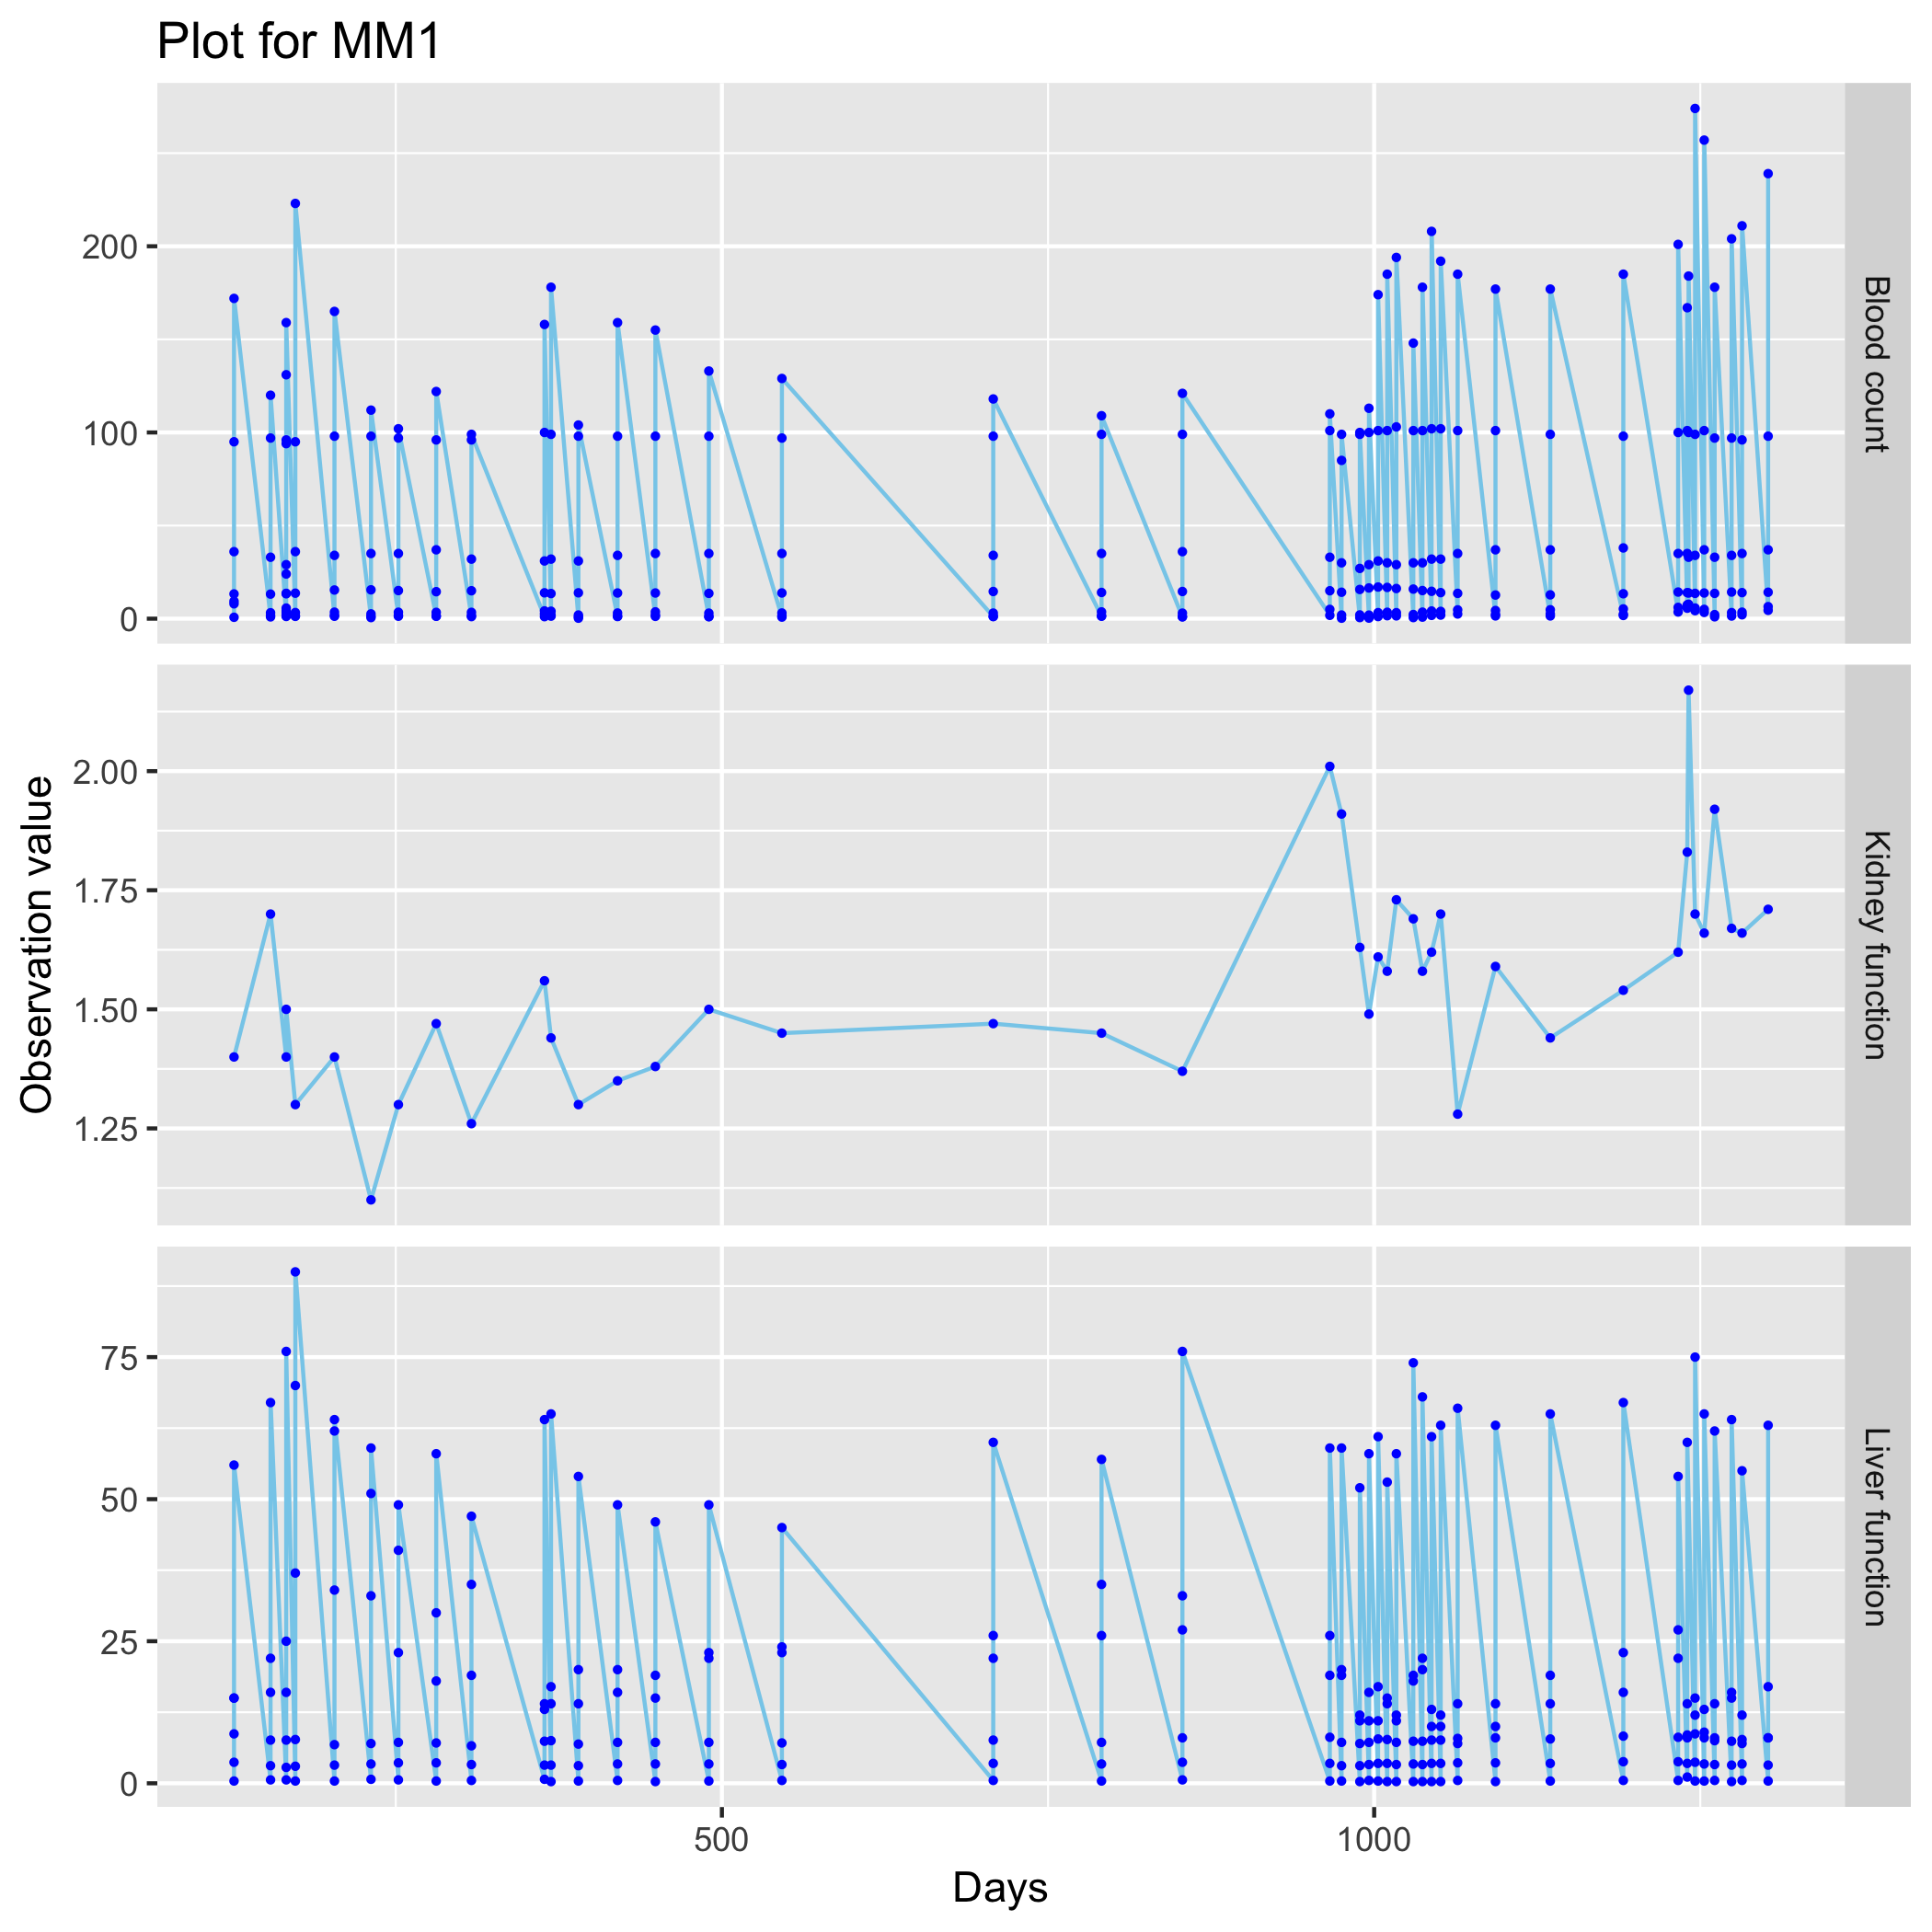 Plot for MM1
200
100
0
Blood count
2.00
1.75
1.50
1.25
Kidney function
Observation value
75
50
25
0
Liver function
500
1000
Days